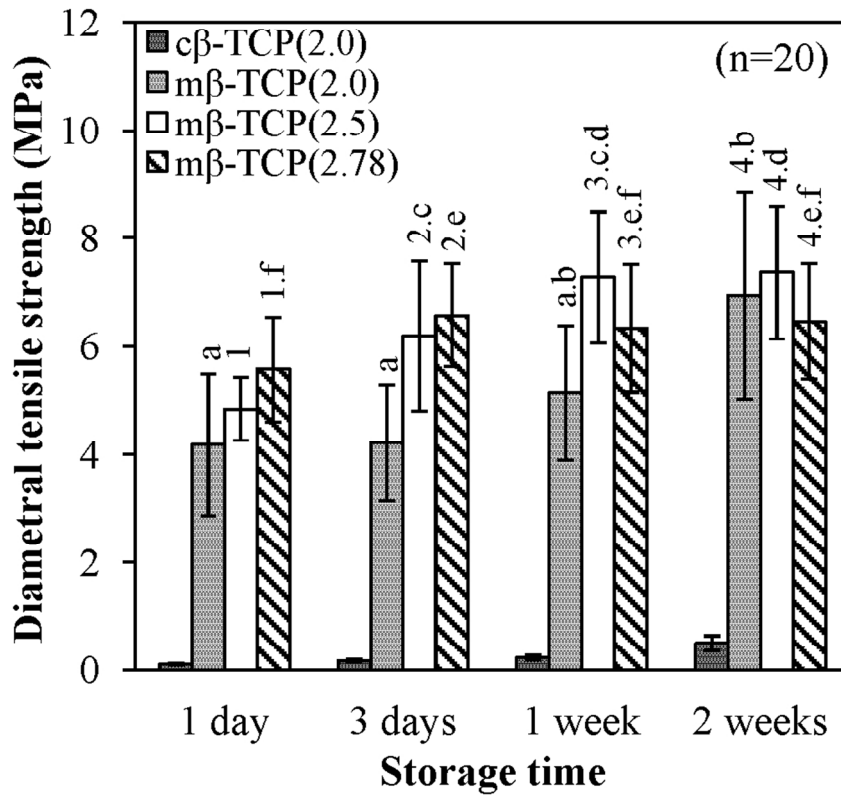 Diametral tensile strength (MPa)
12
10
8
6
4
2
0
cβ-TCP(2.0)
mβ-TCP(2.0)
mβ-TCP(2.5)
mβ-TCP(2.78)
(n=20)
a
1
1.f
a
2.c
2.e
a.b
3.c.d
3.e.f
4.b
4.d
4.e.f
1 day
3 days
1 week
2 weeks
Storage time